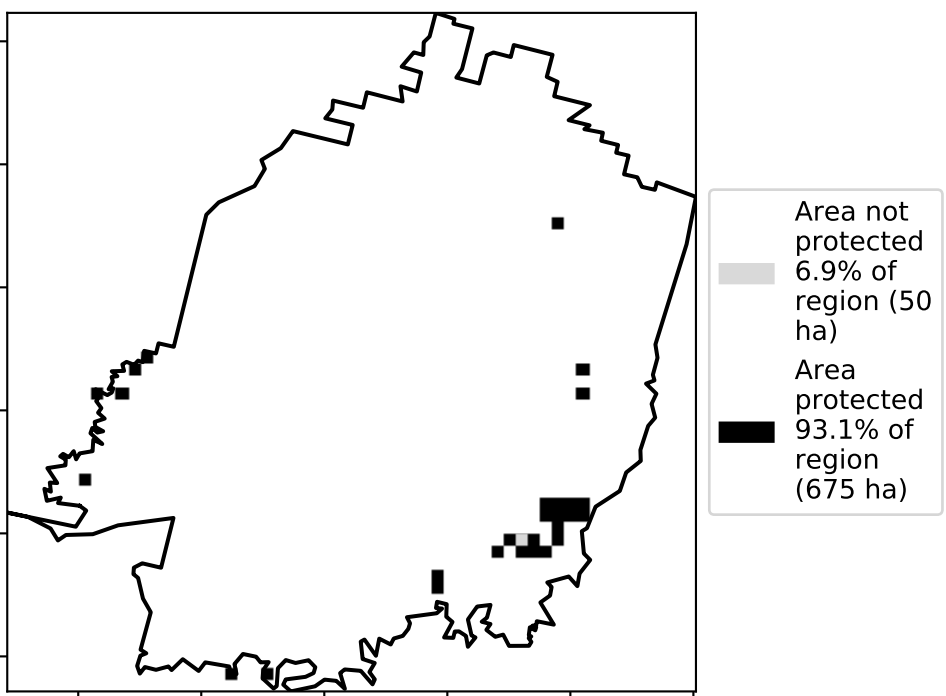 Area not
protected
6.9% of
region (50
ha)
Area
protected
93.1% of
region
(675 ha)